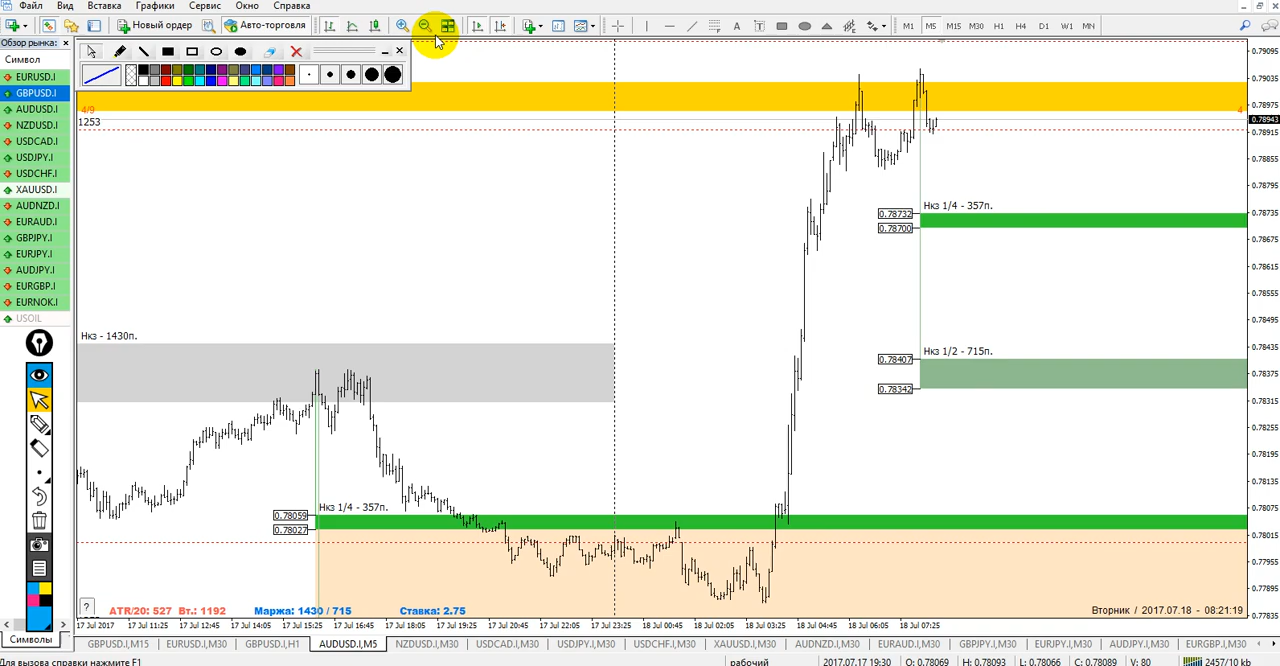 Файл Вид Вставка Графики Сервис Окно Справка
Новый ордер Авто-торговля A T M1 M5 M15 M30 H1 H4 D1 W1 MN
Обзор рынка: ×
Символ
EURUSD.I
GBPUSD.I
AUDUSD.I
NZDUSD.I
USDCAD.I
USDJPY.I
USDCHF.I
XAUUSD.I
AUDNZD.I
EURAUD.I
GBPJPY.I
EURJPY.I
AUDJPY.I
EURGBP.I
EURNOK.I
USOIL
Символы
4/9
1253
4
Нкз 1/4 - 357п.
0.78732
0.78700
Нкз - 1430п.
Нкз 1/2 - 715п.
0.78407
0.78342
Нкз 1/4 - 357п.
0.78059
0.78027
?
ATR/20: 527 Вт.: 1192 Маржа: 1430 / 715 Ставка: 2.75
Вторник / 2017.07.18 - 08:21:19
0.79095
0.79035
0.78975
0.78943
0.78915
0.78855
0.78795
0.78735
0.78675
0.78615
0.78555
0.78495
0.78435
0.78375
0.78315
0.78255
0.78195
0.78135
0.78075
0.78015
0.77955
0.77895
0.77835
17 Jul 2017 17 Jul 11:25 17 Jul 12:45 17 Jul 14:05 17 Jul 15:25 17 Jul 16:45 17 Jul 18:05 17 Jul 19:25 17 Jul 20:45 17 Jul 22:05 17 Jul 23:25 18 Jul 00:45 18 Jul 02:05 18 Jul 03:25 18 Jul 04:45 18 Jul 06:05 18 Jul 07:25
GBPUSD.I,M15 EURUSD.I,M30 GBPUSD.I,H1 AUDUSD.I,M5 NZDUSD.I,M30 USDCAD.I,M30 USDJPY.I,M30 USDCHF.I,M30 XAUUSD.I,M30 AUDNZD.I,M30 EURAUD.I,M30 GBPJPY.I,M30 EURJPY.I,M30 AUDJPY.I,M30 EURGBP.I,M30
Для вызова справки нажмите F1 рабочий 2017.07.17 19:30 O: 0.78069 H: 0.78093 L: 0.78066 C: 0.78089 V: 80 2457/10 kb